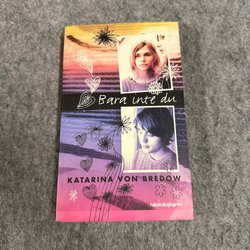 Bara inte du
KATARINA VON BREDOW
rabén&sjögren